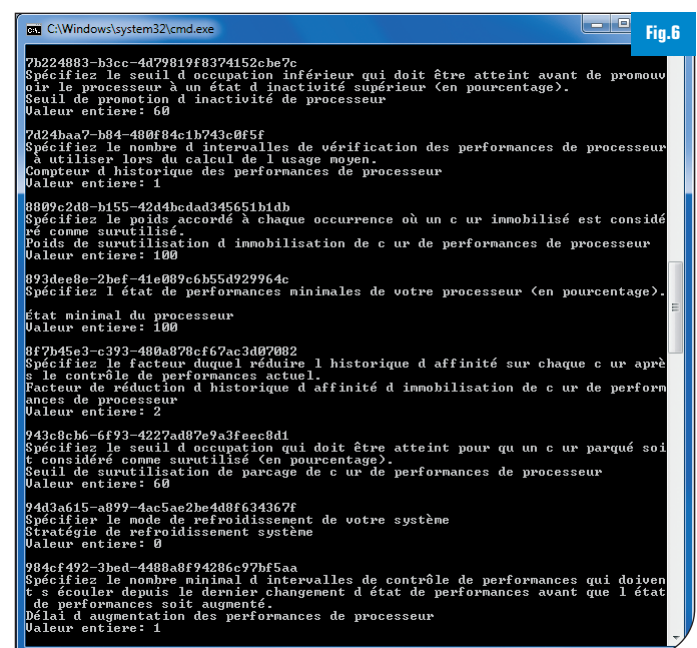 C:\Windows\system32\cmd.exe
Fig.6
7b224883-b3cc-4d79819f8374152cbe7c
Spécifiez le seuil d occupation inférieur qui doit être atteint avant de promouv
oir le processeur à un état d inactivité supérieur (en pourcentage).
Seuil de promotion d inactivité de processeur
Valeur entiere: 60
7d24baa7-b84-480f84c1b743c0f5f
Spécifiez le nombre d intervalles de vérification des performances de processeur
à utiliser lors du calcul de l usage moyen.
Compteur d historique des performances de processeur
Valeur entiere: 1
8809c2d8-b155-42d4bcdad345651b1db
Spécifiez le poids accordé à chaque occurrence où un c ur immobilisé est considé
ré comme surutilisé.
Poids de surutilisation d immobilisation de c ur de performances de processeur
Valeur entiere: 100
893dee8e-2bef-41e089c6b55d929964c
Spécifiez l état de performances minimales de votre processeur (en pourcentage).
État minimal du processeur
Valeur entiere: 100
8f7b45e3-c393-480a878cf67ac3d07082
Spécifiez le facteur duquel réduire l historique d affinité sur chaque c ur aprè
s le contrôle de performances actuel.
Facteur de réduction d historique d affinité d immobilisation de c ur de perform
ances de processeur
Valeur entiere: 2
943c8cb6-6f93-4227ad87e9a3feec8d1
Spécifiez le seuil d occupation qui doit être atteint pour qu un c ur parqué soi
t considéré comme surutilisé (en pourcentage).
Seuil de surutilisation de parcage de c ur de performances de processeur
Valeur entiere: 60
94d3a615-a899-4ac5ae2be4d8f634367f
Spécifier le mode de refroidissement de votre système
Stratégie de refroidissement système
Valeur entiere: 0
984cf492-3bed-4488a8f94286c97bf5aa
Spécifiez le nombre minimal d intervalles de contrôle de performances qui doiven
t s écouler depuis le dernier changement d état de performances avant que l état
de performances soit augmenté.
Délai d augmentation des performances de processeur
Valeur entiere: 1